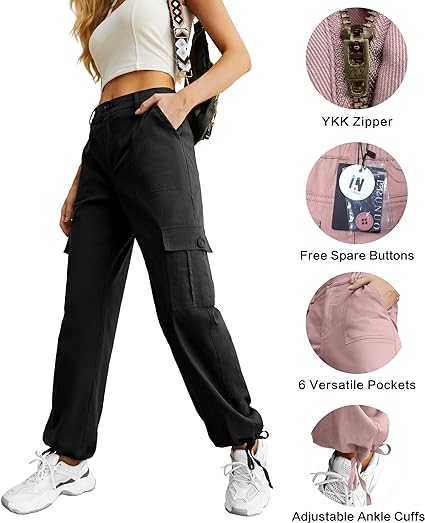 YKK Zipper
Free Spare Buttons
6 Versatile Pockets
Adjustable Ankle Cuffs